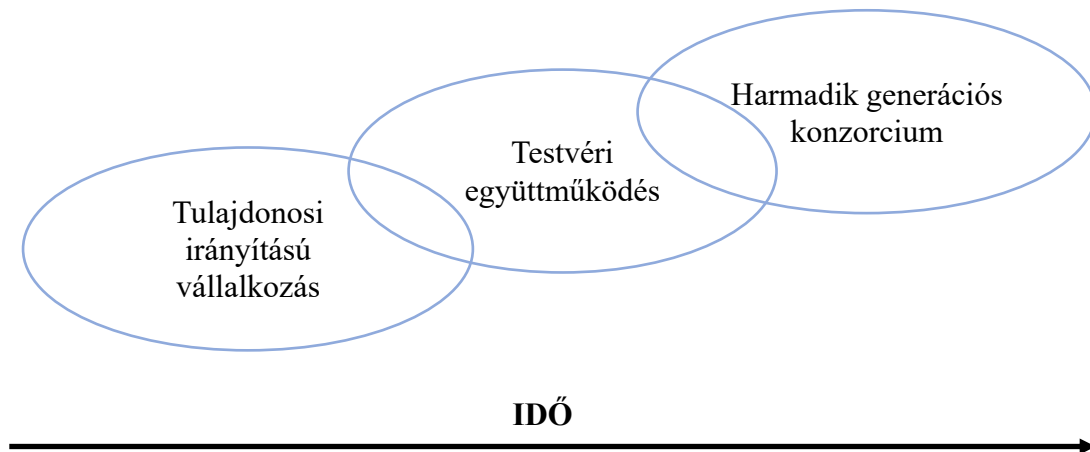 Tulajdonosi
irányítású
vállalkozás
Testvéri
együttműködés
Harmadik generációs
konzorcium
IDŐ